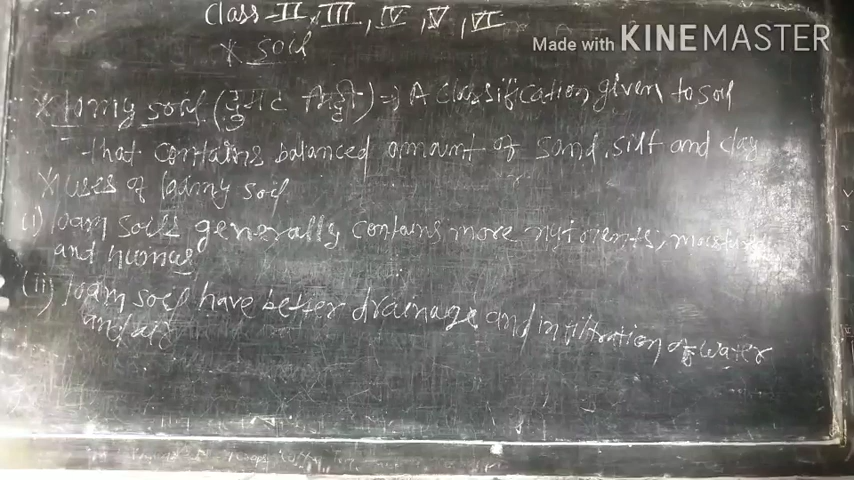 Class-II, III, IV, V, VI
Made with KINEMASTER
* Soil
* loamy soil (दुमट मिट्टी) => A classification given to soil
that contains balanced amount of sand, silt and clay
* uses of loamy soil
(i) loam soils generally contains more nutrients, moisture
and humus
(ii) loam soil have better drainage and infiltration of water
and air